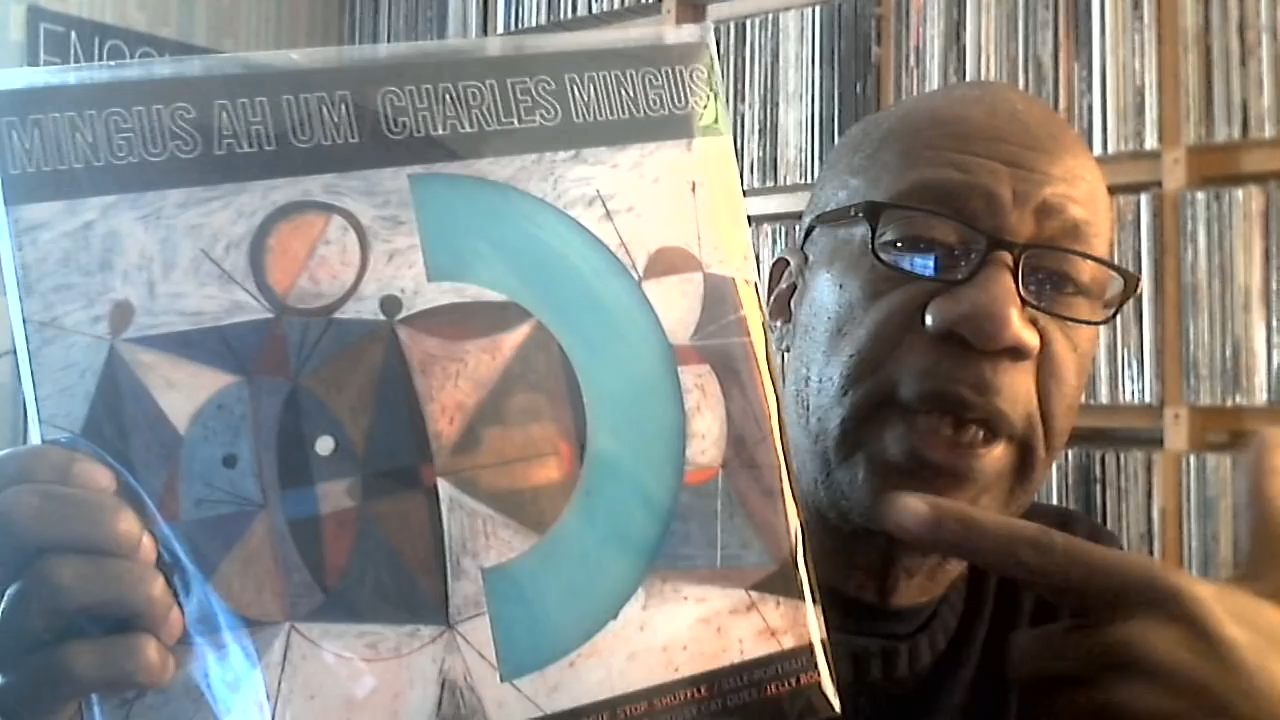 MINGUS AH UM CHARLES MINGUS
STOP SHUFFLE / SELF-PORTRAIT
PUSSY CAT DUES / JELLY ROLL